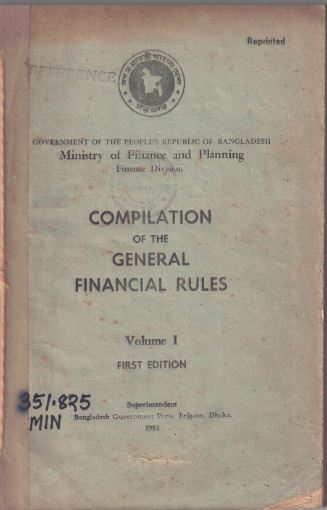 Reprinted
REFERENCE
GOVERNMENT OF THE PEOPLE'S REPUBLIC OF BANGLADESH
Ministry of Finance and Planning
Finance Division
COMPILATION
OF THE
GENERAL
FINANCIAL RULES
Volume I
FIRST EDITION
351.825
MIN
Superintendent
Bangladesh Government Press Tejgaon, Dhaka.
1983